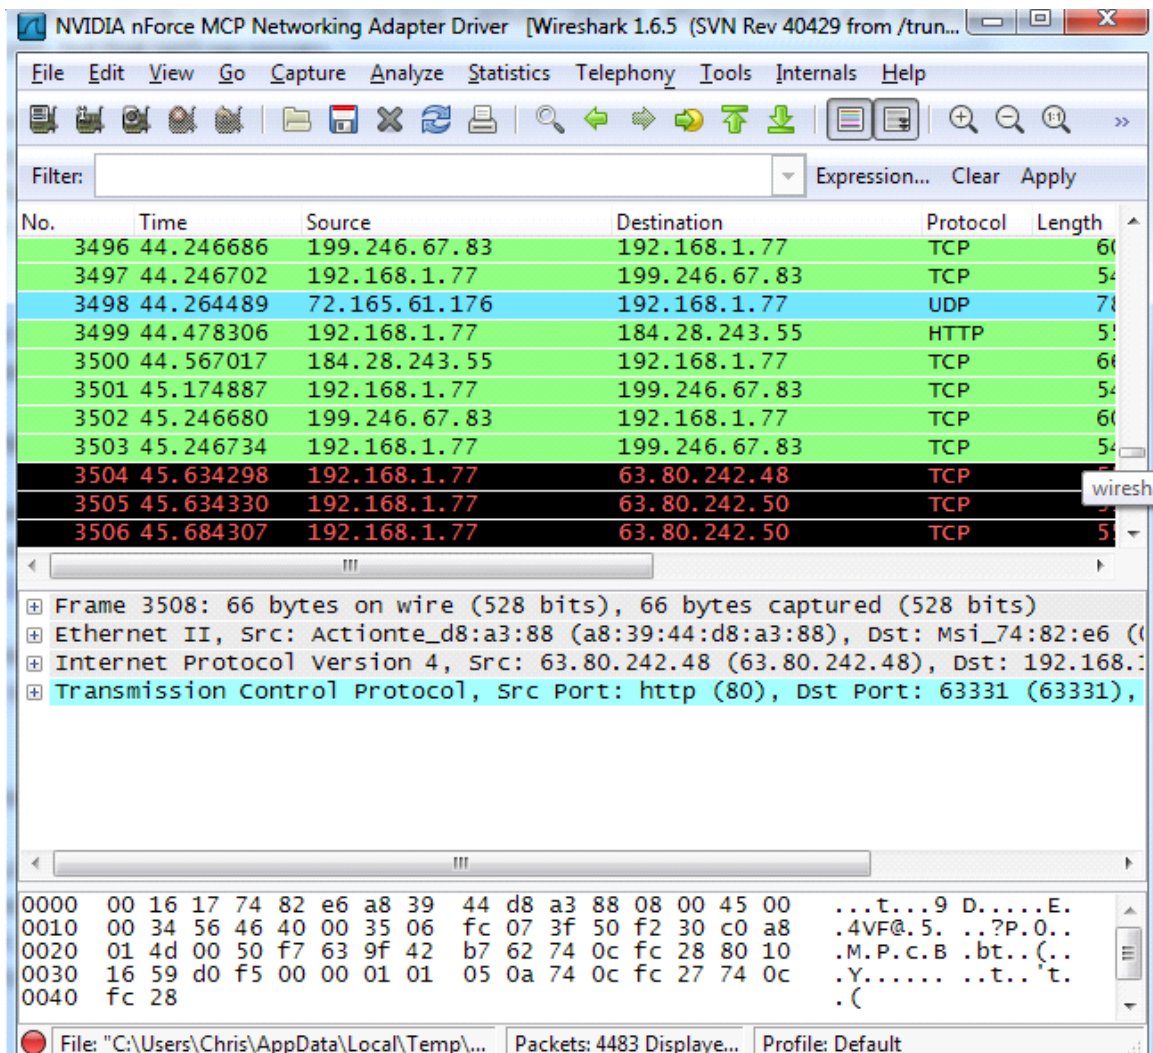 NVIDIA nForce MCP Networking Adapter Driver [Wireshark 1.6.5 (SVN Rev 40429 from /trun...
File Edit View Go Capture Analyze Statistics Telephony Tools Internals Help
Filter: Expression... Clear Apply
No. Time Source Destination Protocol Length
3496 44.246686 199.246.67.83 192.168.1.77 TCP 60
3497 44.246702 192.168.1.77 199.246.67.83 TCP 54
3498 44.264489 72.165.61.176 192.168.1.77 UDP 78
3499 44.478306 192.168.1.77 184.28.243.55 HTTP 5
3500 44.567017 184.28.243.55 192.168.1.77 TCP 66
3501 45.174887 192.168.1.77 199.246.67.83 TCP 54
3502 45.246680 199.246.67.83 192.168.1.77 TCP 60
3503 45.246734 192.168.1.77 199.246.67.83 TCP 54
3504 45.634298 192.168.1.77 63.80.242.48 TCP
3505 45.634330 192.168.1.77 63.80.242.50 TCP
3506 45.684307 192.168.1.77 63.80.242.50 TCP 5
wiresh
Frame 3508: 66 bytes on wire (528 bits), 66 bytes captured (528 bits)
Ethernet II, Src: Actionte_d8:a3:88 (a8:39:44:d8:a3:88), Dst: Msi_74:82:e6 (
Internet Protocol Version 4, Src: 63.80.242.48 (63.80.242.48), Dst: 192.168.1
Transmission Control Protocol, Src Port: http (80), Dst Port: 63331 (63331),
0000 00 16 17 74 82 e6 a8 39 44 d8 a3 88 08 00 45 00 ...t...9 D.....E.
0010 00 34 56 46 40 00 35 06 fc 07 3f 50 f2 30 c0 a8 .4VF@.5. ..?P.0..
0020 01 4d 00 50 f7 63 9f 42 b7 62 74 0c fc 28 80 10 .M.P.c.B .bt..(..
0030 16 59 d0 f5 00 00 01 01 05 0a 74 0c fc 27 74 0c .Y...... ..t..'t.
0040 fc 28 .(
File: "C:\Users\Chris\AppData\Local\Temp\... Packets: 4483 Displaye... Profile: Default